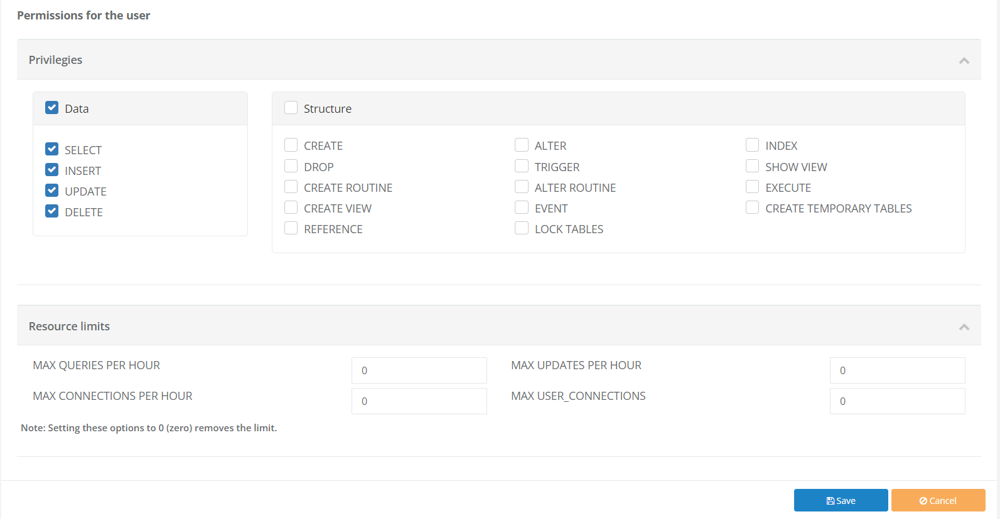 Permissions for the user
Privilegies
Data
SELECT
INSERT
UPDATE
DELETE
Structure
CREATE
ALTER
INDEX
DROP
TRIGGER
SHOW VIEW
CREATE ROUTINE
ALTER ROUTINE
EXECUTE
CREATE VIEW
EVENT
CREATE TEMPORARY TABLES
REFERENCE
LOCK TABLES
Resource limits
MAX QUERIES PER HOUR
0
MAX UPDATES PER HOUR
0
MAX CONNECTIONS PER HOUR
0
MAX USER_CONNECTIONS
0
Note: Setting these options to 0 (zero) removes the limit.
Save
Cancel